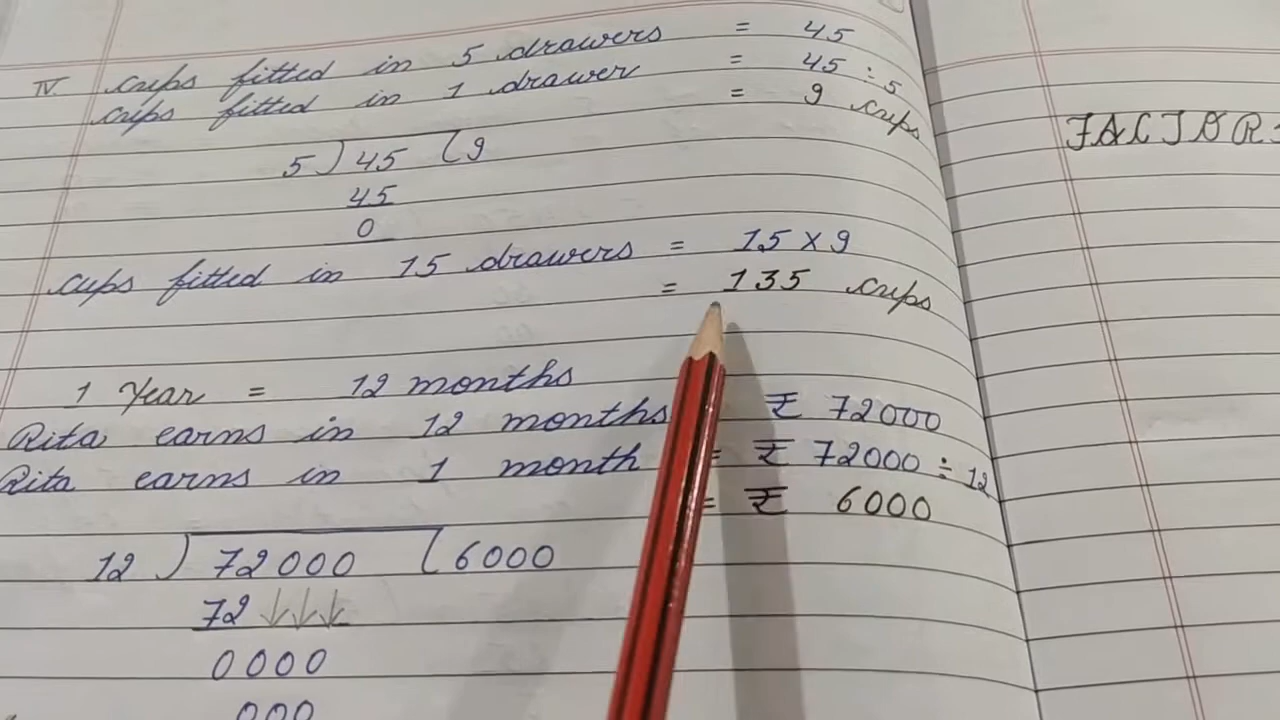 IV cups fitted in 5 drawers = 45
cups fitted in 1 drawer = 45 ÷ 5
= 9 cups
5 ) 45 ( 9
45
0
cups fitted in 15 drawers = 15 x 9
= 135 cups
1 Year = 12 months
Rita earns in 12 months ₹ 72000
Rita earns in 1 month = ₹ 72000 ÷ 12
= ₹ 6000
12 ) 72000 ( 6000
72 ↓↓↓
0000
000
FACTORS